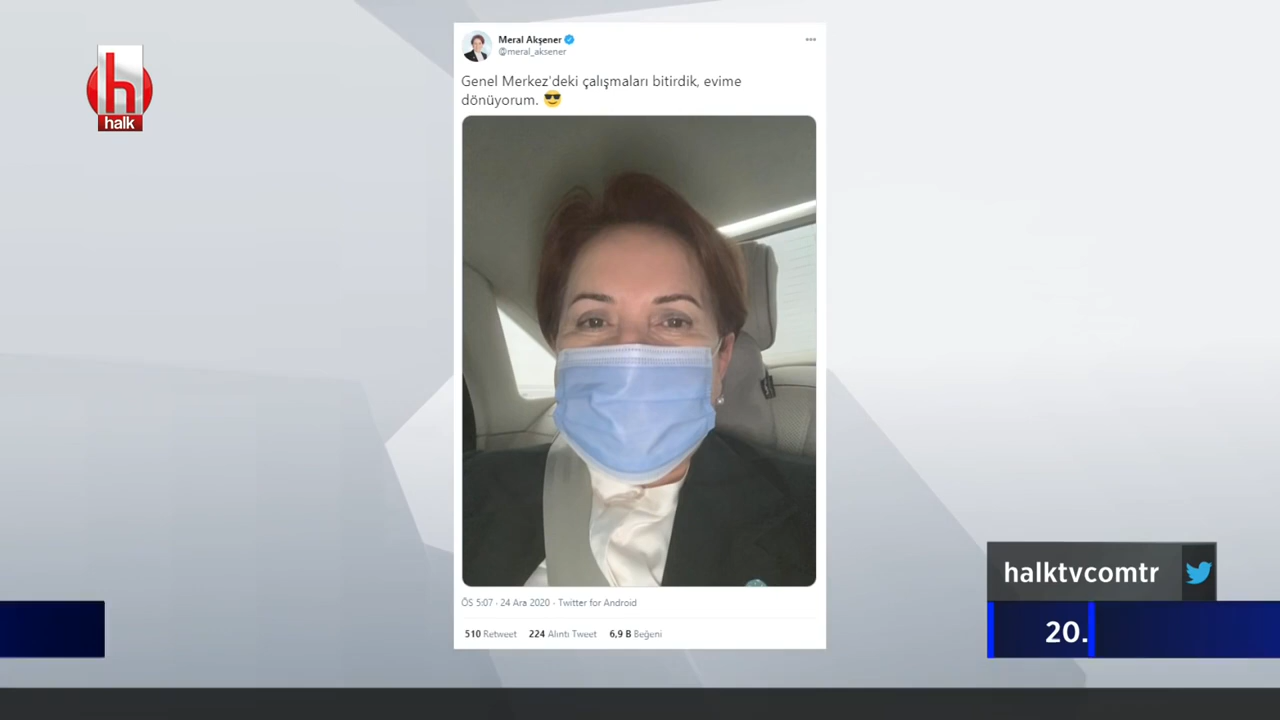 h
halk
Meral Akşener
@meral_aksener
Genel Merkez'deki çalışmaları bitirdik, evime
dönüyorum. 😎
ÖS 5:07 · 24 Ara 2020 · Twitter for Android
510 Retweet 224 Alıntı Tweet 6,9 B Beğeni
halktvcomtr
20.